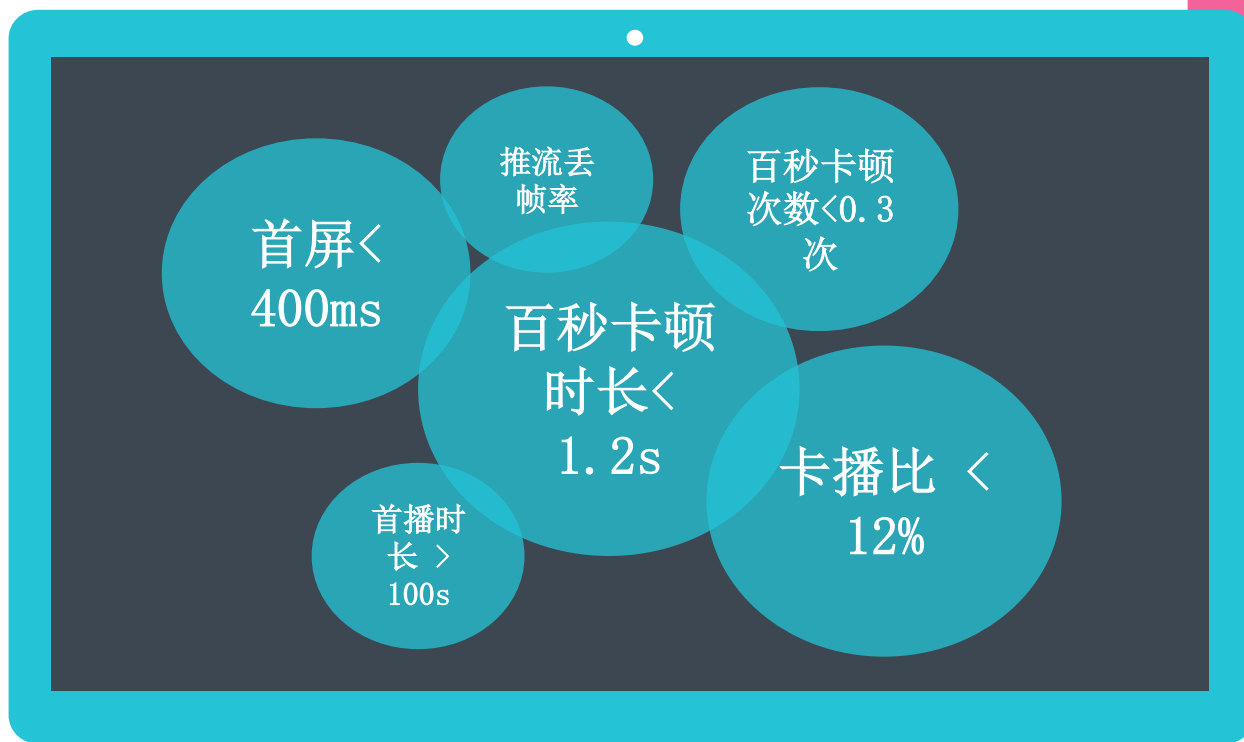 推流丢
帧率
百秒卡顿
次数<0.3
次
首屏<
400ms
百秒卡顿
时长<
1.2s
卡播比 <
12%
首播时
长 >
100s